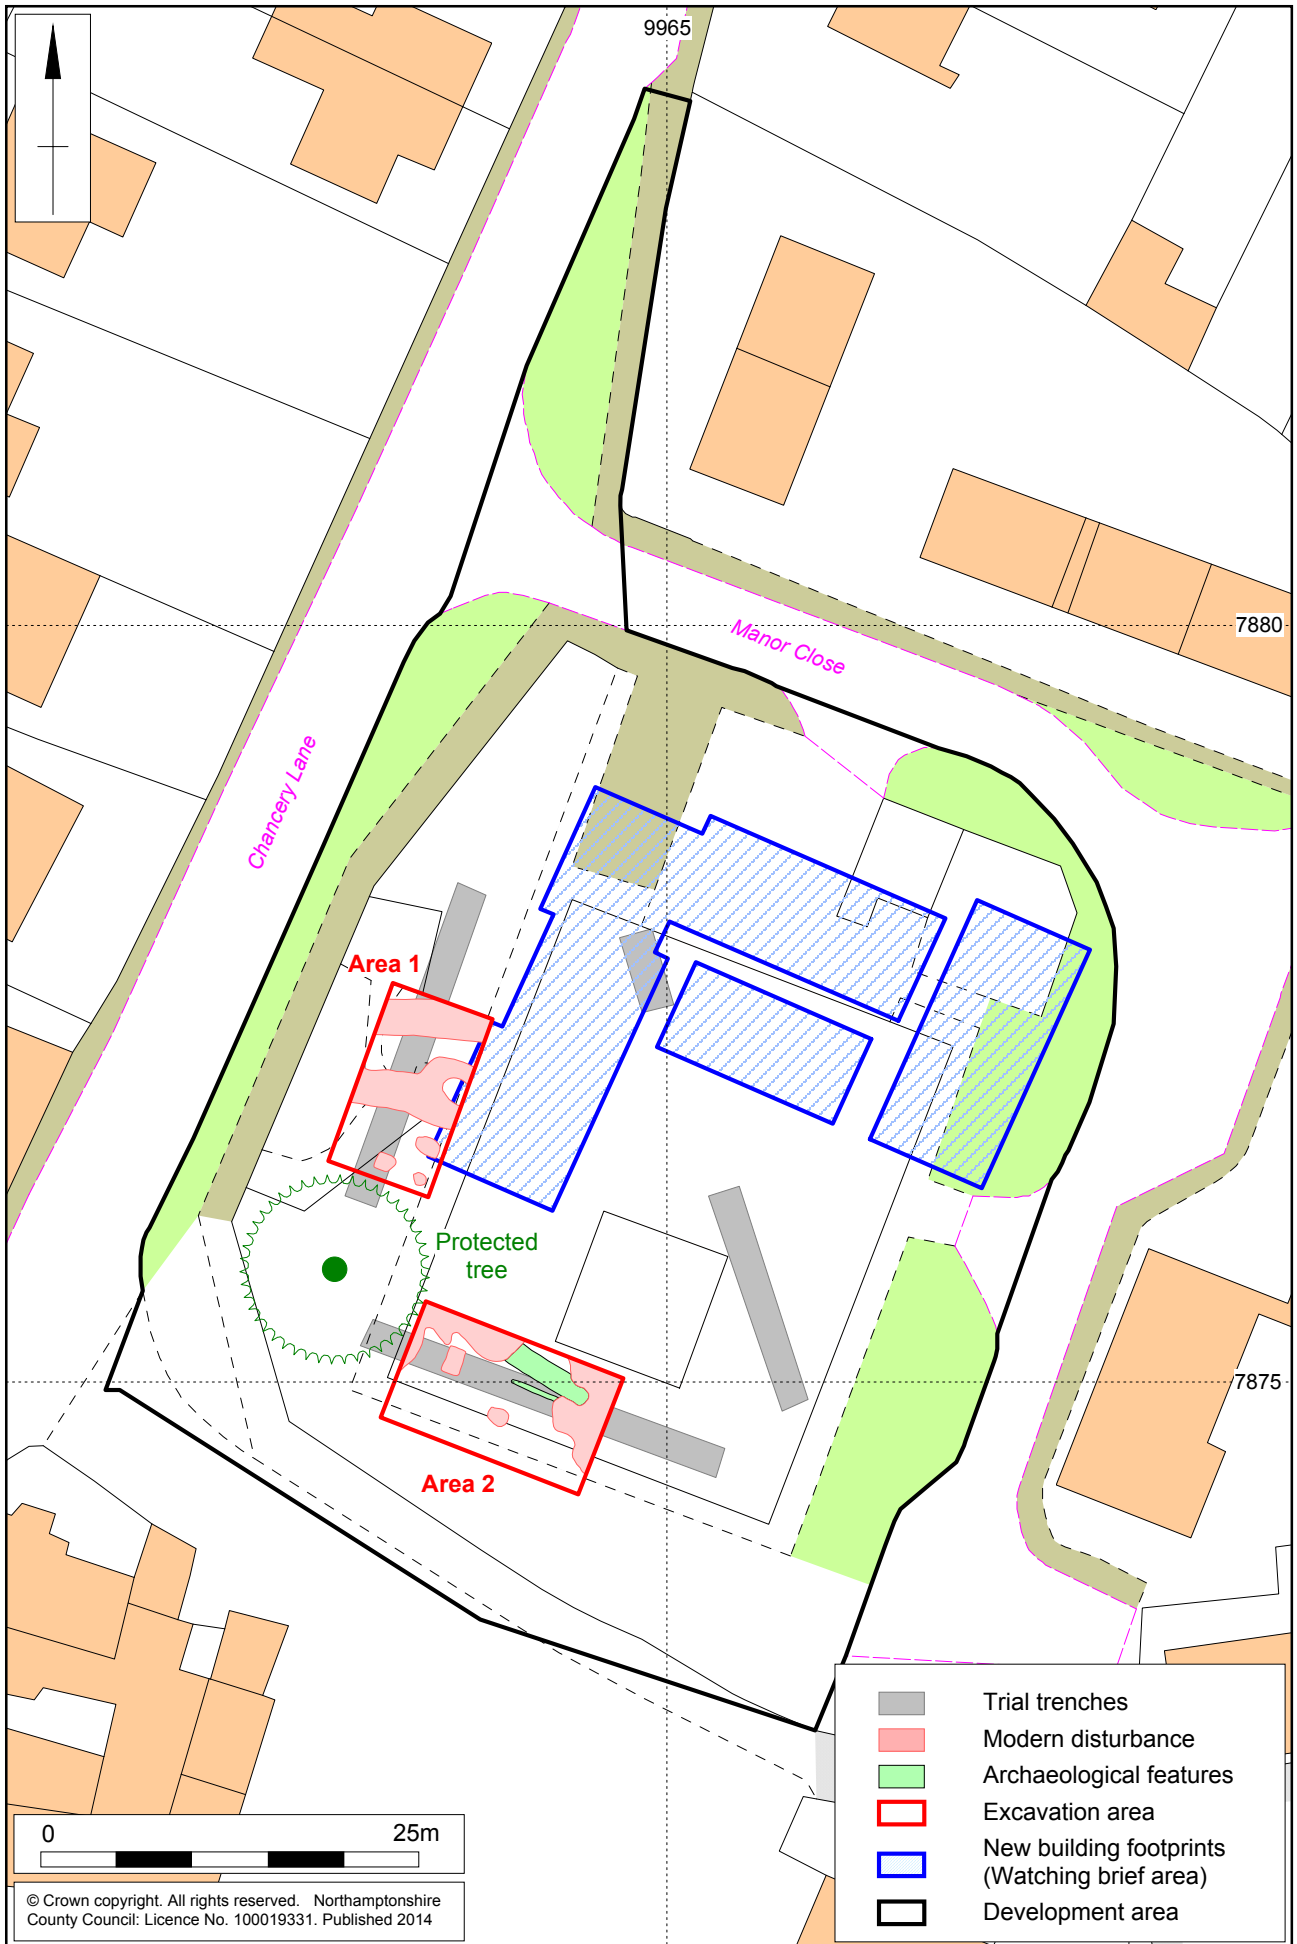 9965
7880
Manor Close
Chancery Lane
Area 1
Protected
tree
7875
Area 2
Trial trenches
Modern disturbance
Archaeological features
Excavation area
New building footprints
(Watching brief area)
Development area
0 25m
© Crown copyright. All rights reserved. Northamptonshire
County Council: Licence No. 100019331. Published 2014